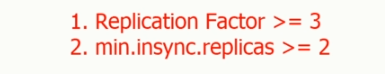 1. Replication Factor >= 3
2. min.insync.replicas >= 2